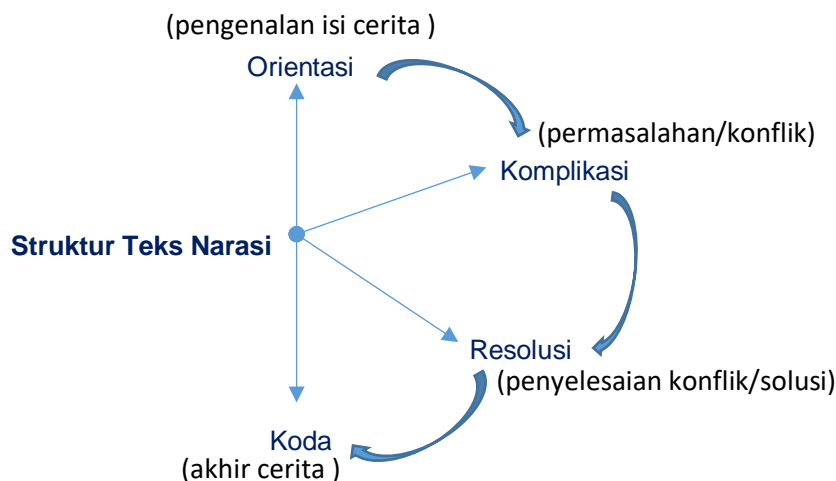 (pengenalan isi cerita )
Orientasi
(permasalahan/konflik)
Komplikasi
Struktur Teks Narasi
Resolusi
(penyelesaian konflik/solusi)
Koda
(akhir cerita )